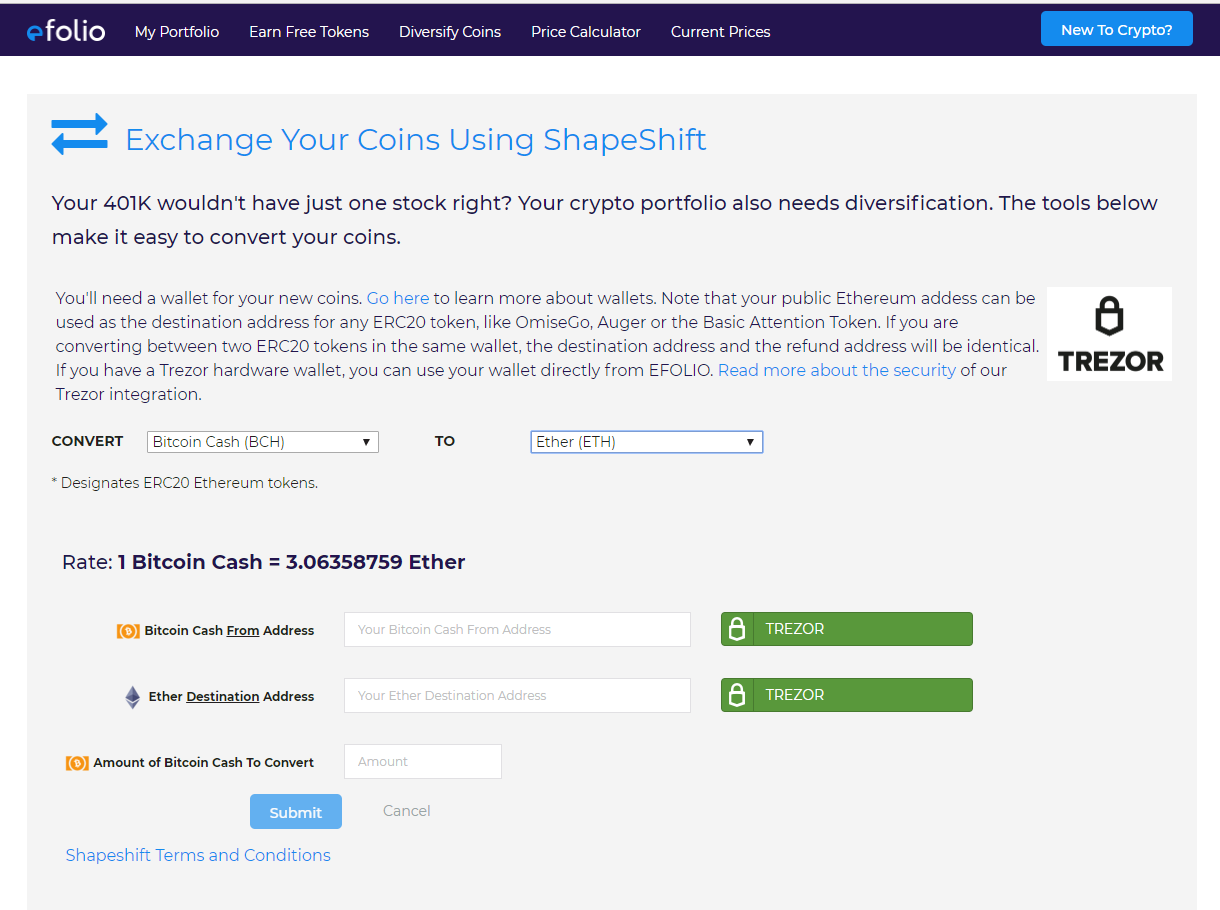 efolio My Portfolio Earn Free Tokens Diversify Coins Price Calculator Current Prices New To Crypto?
Exchange Your Coins Using ShapeShift
Your 401K wouldn't have just one stock right? Your crypto portfolio also needs diversification. The tools below
make it easy to convert your coins.
You'll need a wallet for your new coins. Go here to learn more about wallets. Note that your public Ethereum addess can be
used as the destination address for any ERC20 token, like OmiseGo, Auger or the Basic Attention Token. If you are
converting between two ERC20 tokens in the same wallet, the destination address and the refund address will be identical.
If you have a Trezor hardware wallet, you can use your wallet directly from EFOLIO. Read more about the security of our
Trezor integration.
TREZOR
CONVERT Bitcoin Cash (BCH) TO Ether (ETH)
* Designates ERC20 Ethereum tokens.
Rate: 1 Bitcoin Cash = 3.06358759 Ether
Bitcoin Cash From Address Your Bitcoin Cash From Address TREZOR
Ether Destination Address Your Ether Destination Address TREZOR
Amount of Bitcoin Cash To Convert Amount
Submit Cancel
Shapeshift Terms and Conditions